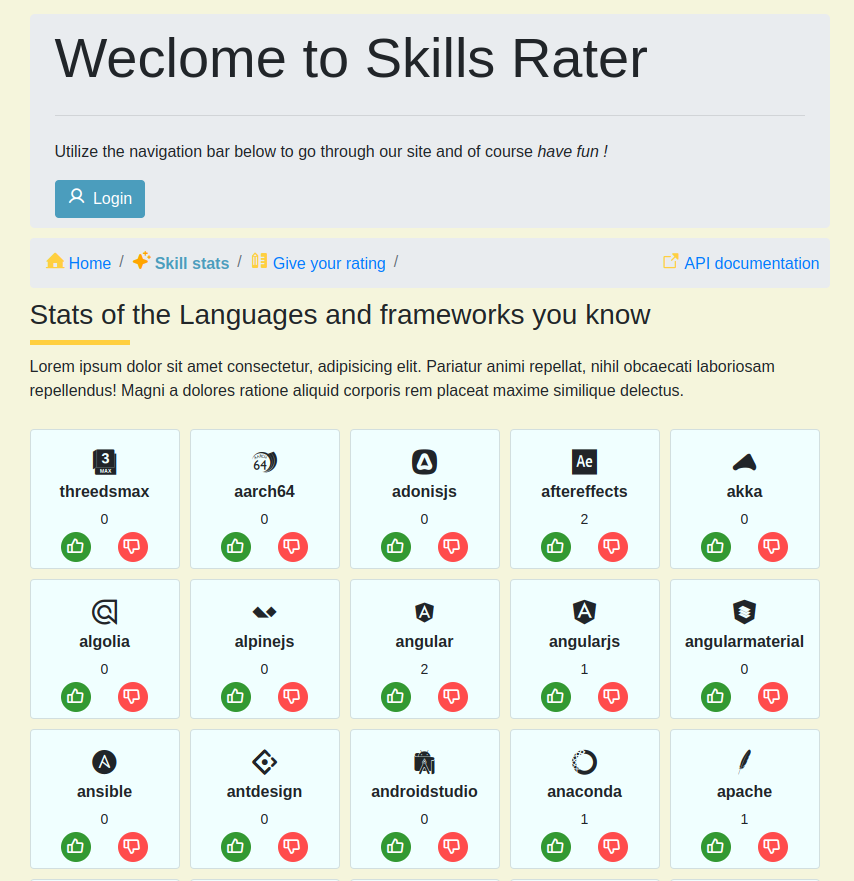 Weclome to Skills Rater
Utilize the navigation bar below to go through our site and of course have fun !
Login
Home / Skill stats / Give your rating / API documentation
Stats of the Languages and frameworks you know
Lorem ipsum dolor sit amet consectetur, adipisicing elit. Pariatur animi repellat, nihil obcaecati laboriosam
repellendus! Magni a dolores ratione aliquid corporis rem placeat maxime similique delectus.
3
MAX
threedsmax
0
64
aarch64
0
adonisjs
0
Ae
aftereffects
2
akka
0
algolia
0
alpinejs
0
A
angular
2
A
angularjs
1
angularmaterial
0
A
ansible
0
antdesign
0
androidstudio
0
anaconda
1
apache
1